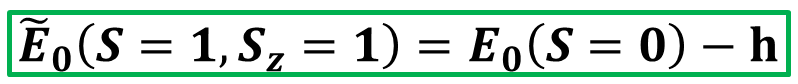 Ẽ₀(S = 1, S_z = 1) = E₀(S = 0) − h